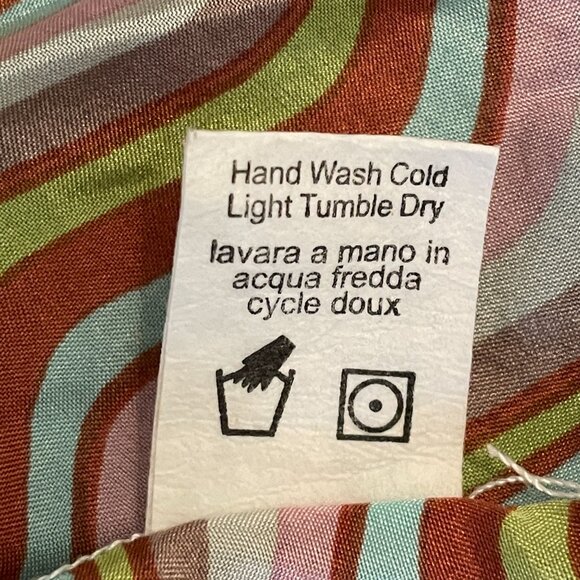 Hand Wash Cold
Light Tumble Dry
lavara a mano in
acqua fredda
cycle doux